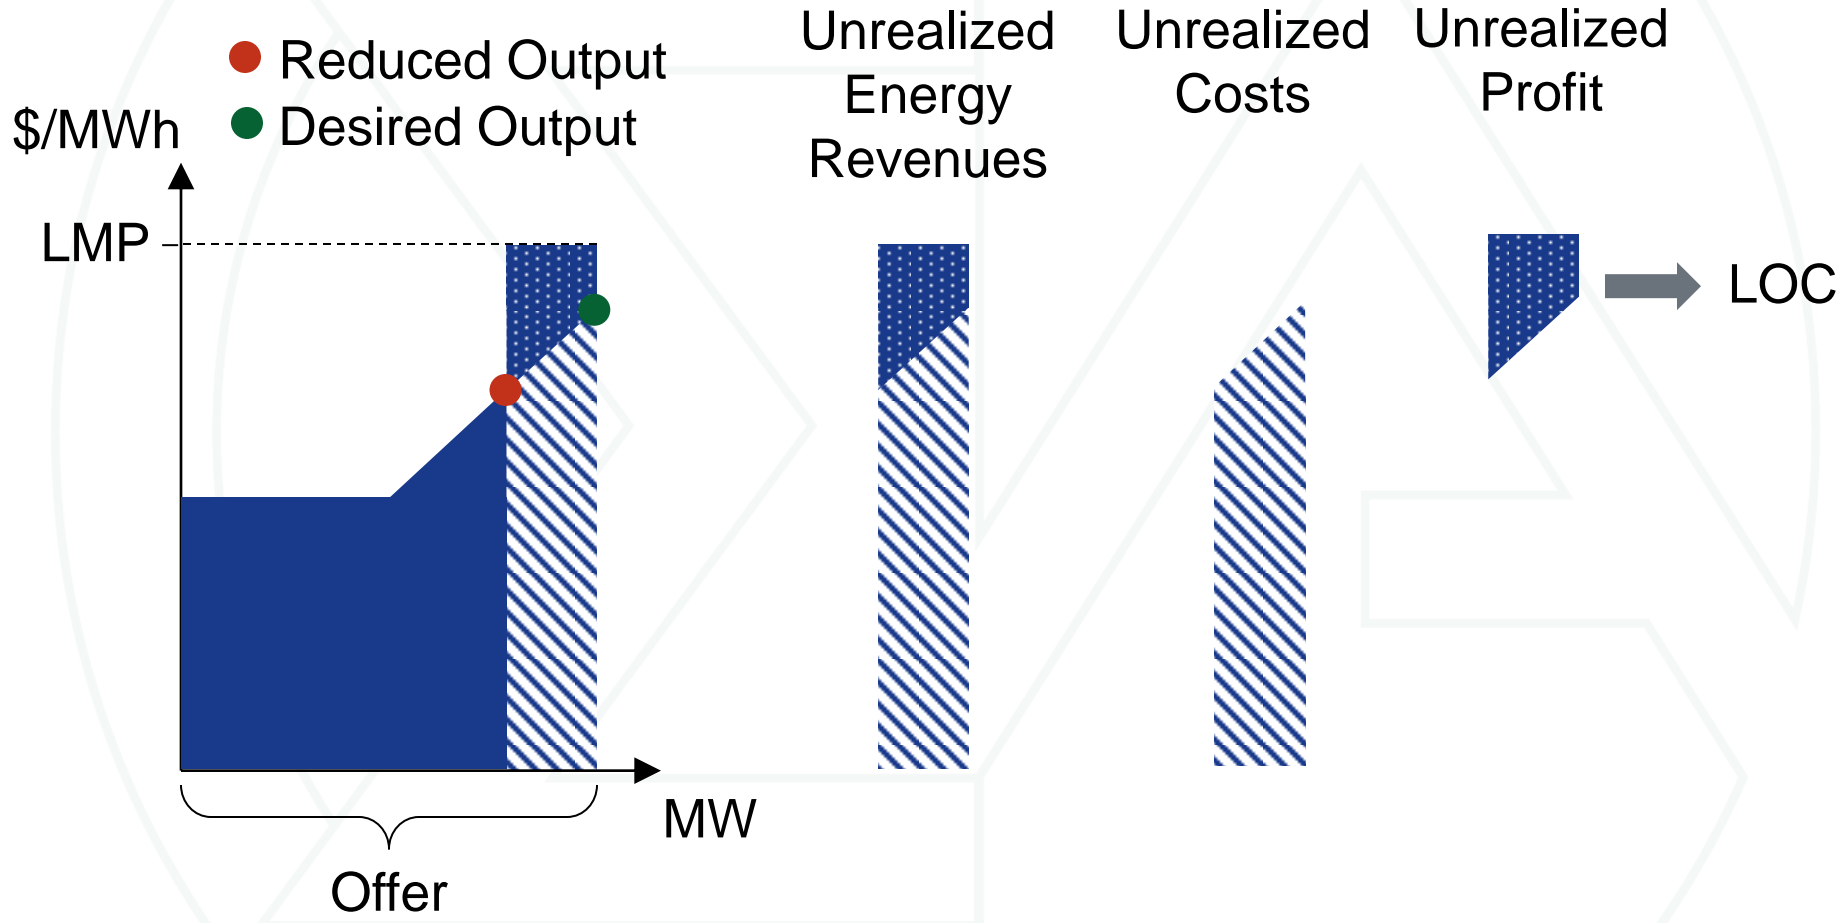 Reduced Output
Desired Output
$/MWh
LMP
MW
Offer
Unrealized
Energy
Revenues
Unrealized
Costs
Unrealized
Profit
LOC